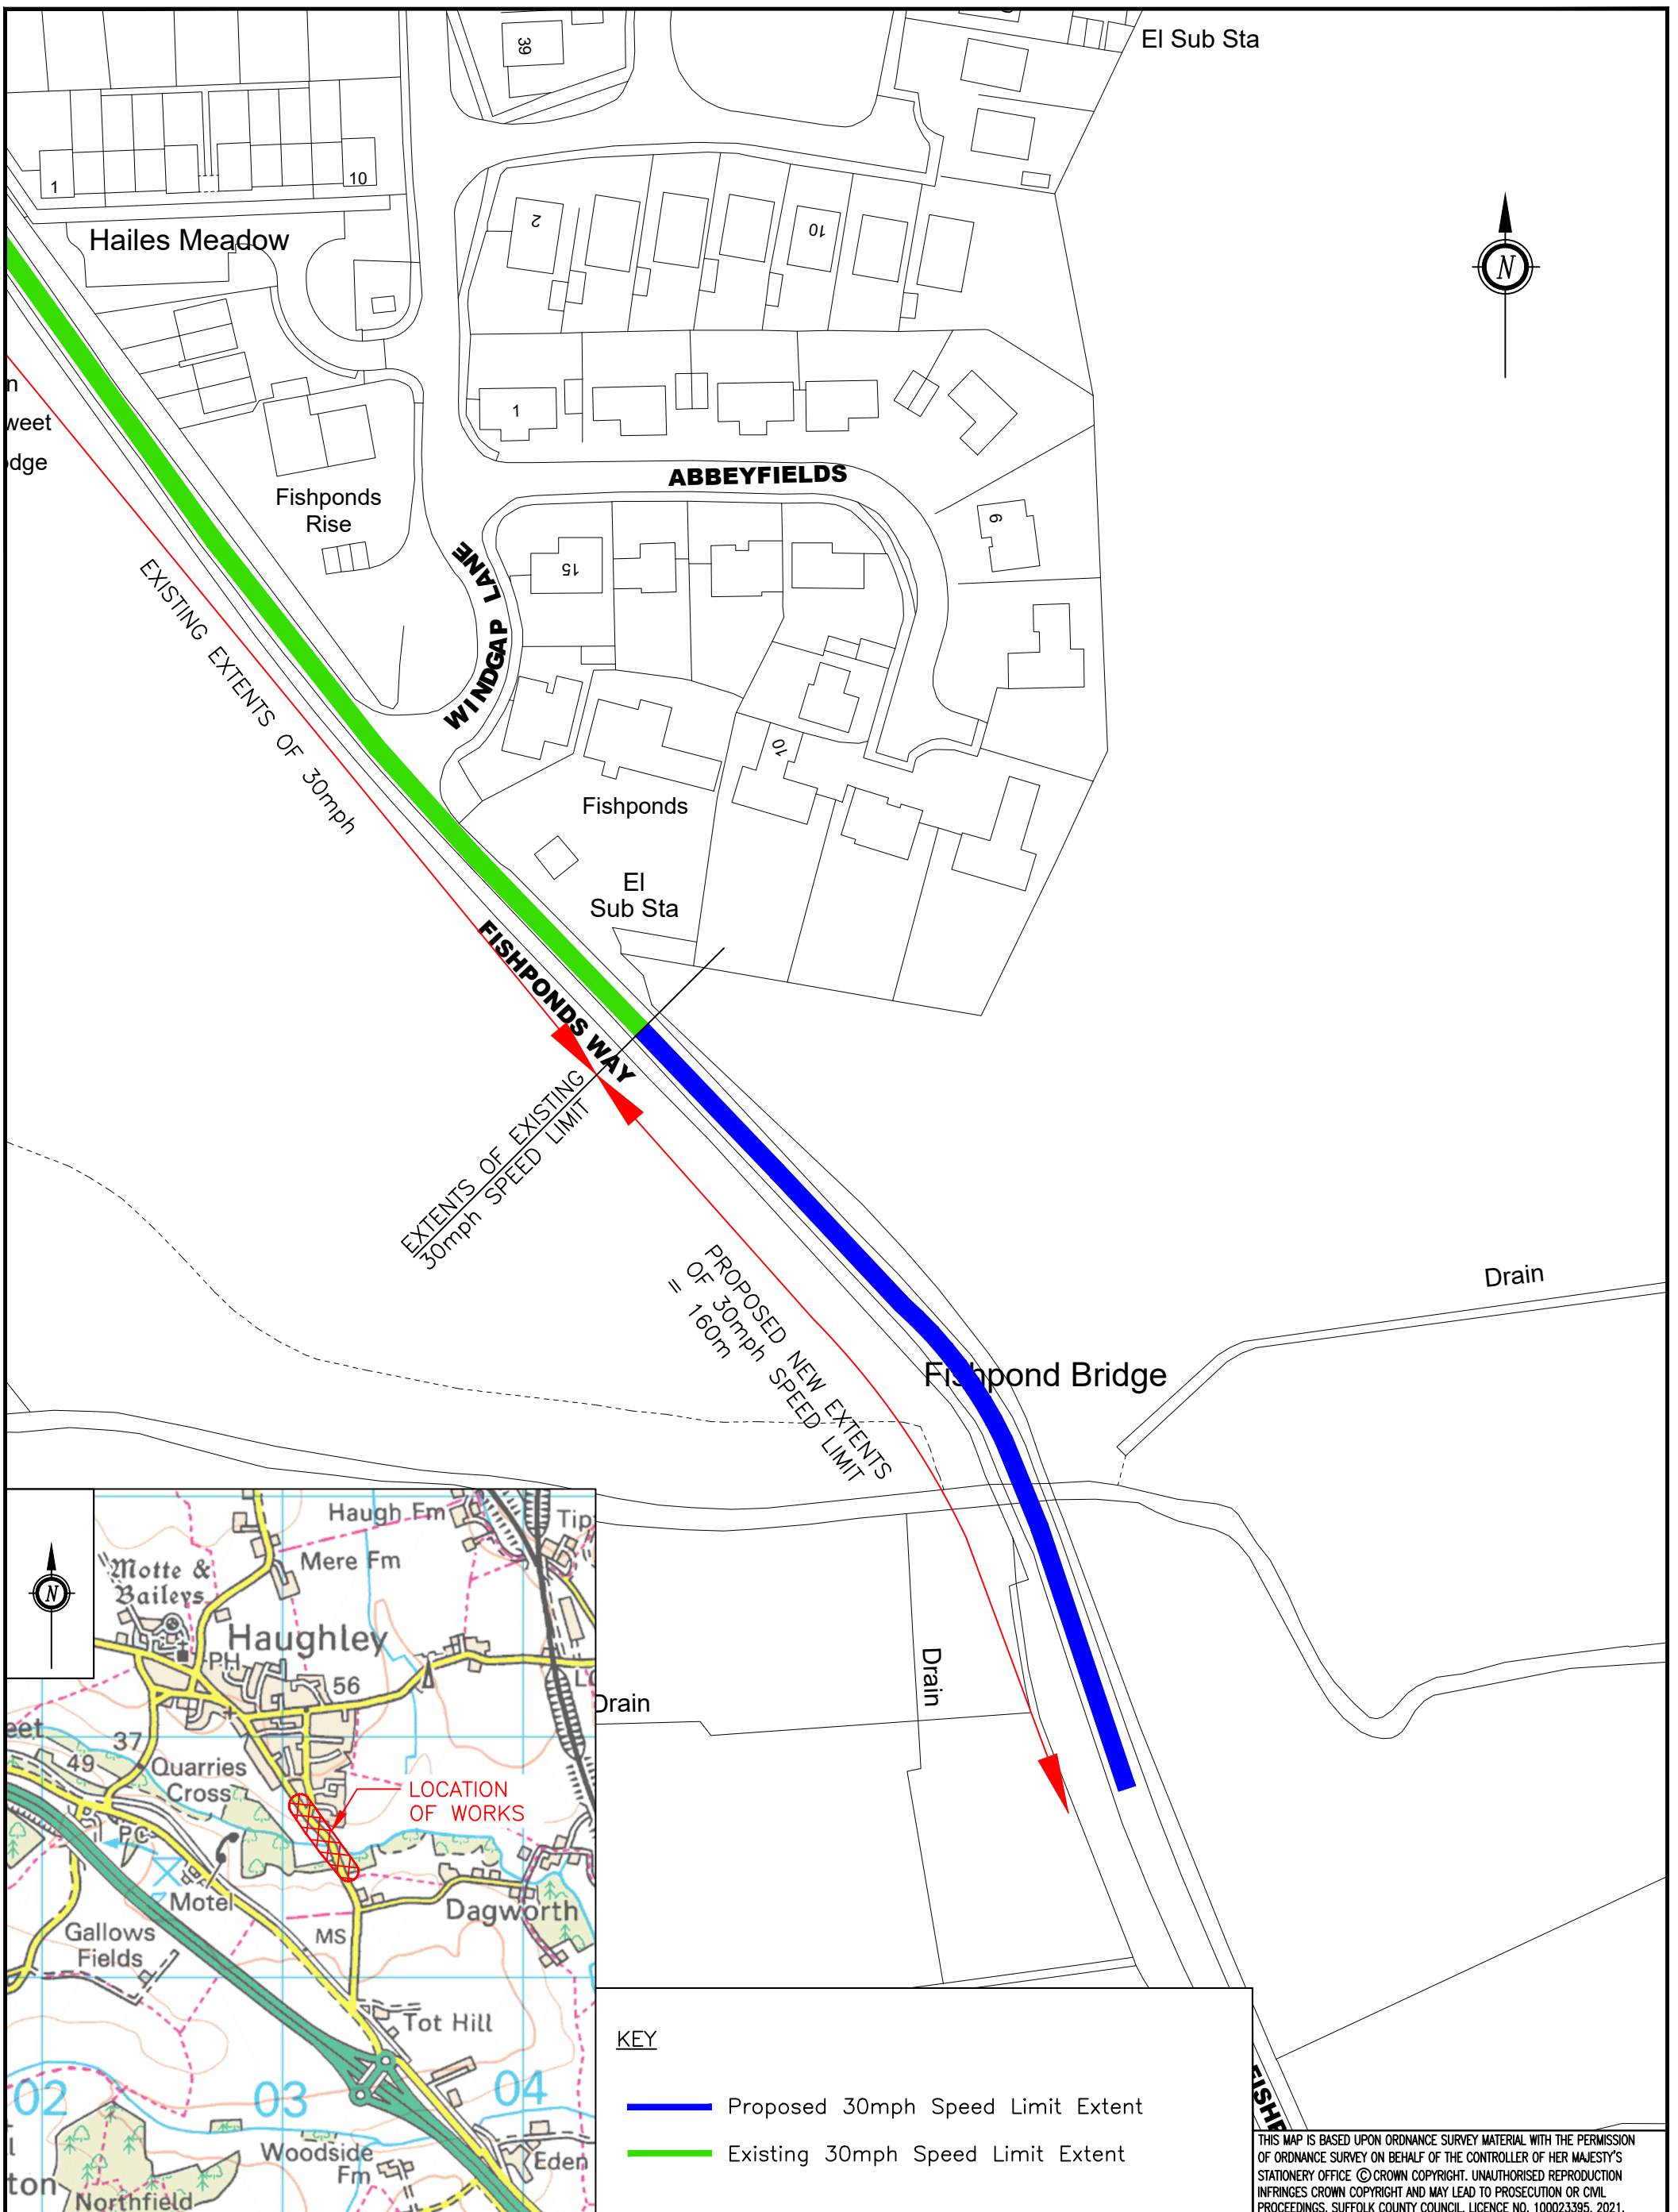 El Sub Sta
39
1
10
Hailes Meadow
2
10
N
n
weet
dge
1
ABBEYFIELDS
Fishponds
Rise
6
15
WINDGAP LANE
EXISTING EXTENTS OF 30mph
10
Fishponds
El
Sub Sta
FISHPONDS WAY
EXTENTS OF EXISTING
30mph SPEED LIMIT
PROPOSED NEW EXTENTS
OF 30mph SPEED LIMIT
= 160m
Drain
Fishpond Bridge
Drain
Drain
N
Haugh Fm
Tip
Mere Fm
Motte &
Baileys
Haughley
PH
56
eet
37
49
Quarries
Cross
LOCATION
OF WORKS
PC
Motel
Dagworth
Gallows
Fields
MS
Tot Hill
02
03
04
Woodside
Fm
Eden
ton
Northfield
KEY
Proposed 30mph Speed Limit Extent
Existing 30mph Speed Limit Extent
FISHP
THIS MAP IS BASED UPON ORDNANCE SURVEY MATERIAL WITH THE PERMISSION
OF ORDNANCE SURVEY ON BEHALF OF THE CONTROLLER OF HER MAJESTY'S
STATIONERY OFFICE © CROWN COPYRIGHT. UNAUTHORISED REPRODUCTION
INFRINGES CROWN COPYRIGHT AND MAY LEAD TO PROSECUTION OR CIVIL
PROCEEDINGS. SUFFOLK COUNTY COUNCIL. LICENCE NO. 100023395. 2021.